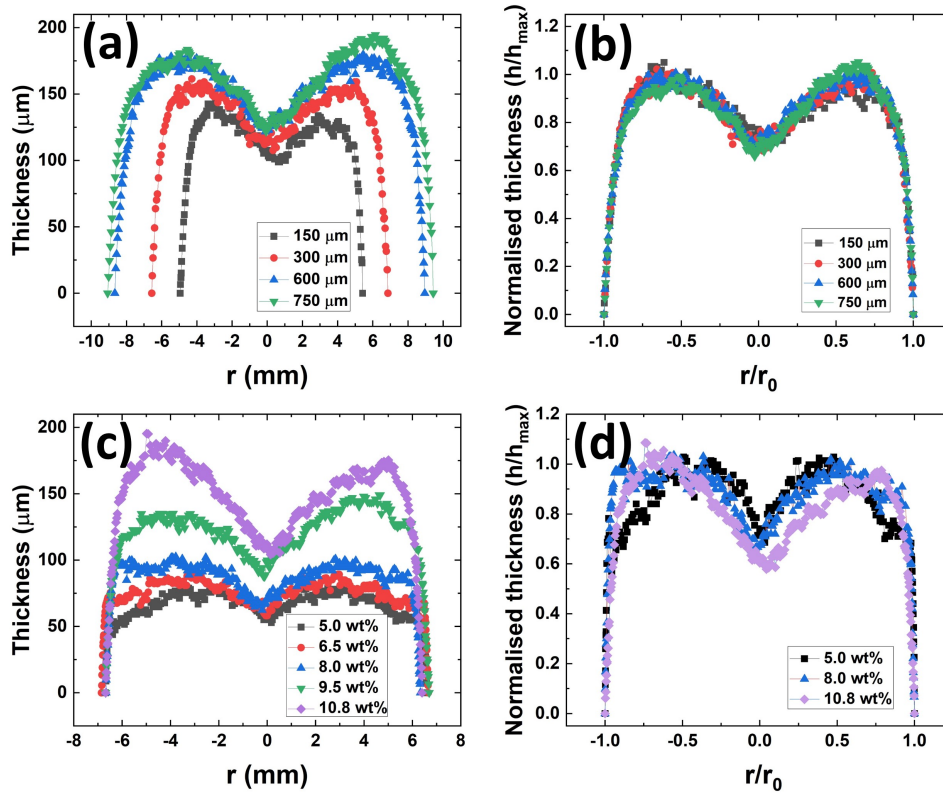 (a)
Thickness (μm)
200
150
100
50
0
150 μm
300 μm
600 μm
750 μm
-10 -8 -6 -4 -2 0 2 4 6 8 10
r (mm)
(b)
Normalised thickness (h/hmax)
1.2
1.0
0.8
0.6
0.4
0.2
0.0
150 μm
300 μm
600 μm
750 μm
-1.0 -0.5 0.0 0.5 1.0
r/r0
(c)
Thickness (μm)
200
150
100
50
0
5.0 wt%
6.5 wt%
8.0 wt%
9.5 wt%
10.8 wt%
-8 -6 -4 -2 0 2 4 6 8
r (mm)
(d)
Normalised thickness (h/hmax)
1.2
1.0
0.8
0.6
0.4
0.2
0.0
5.0 wt%
8.0 wt%
10.8 wt%
-1.0 -0.5 0.0 0.5 1.0
r/r0